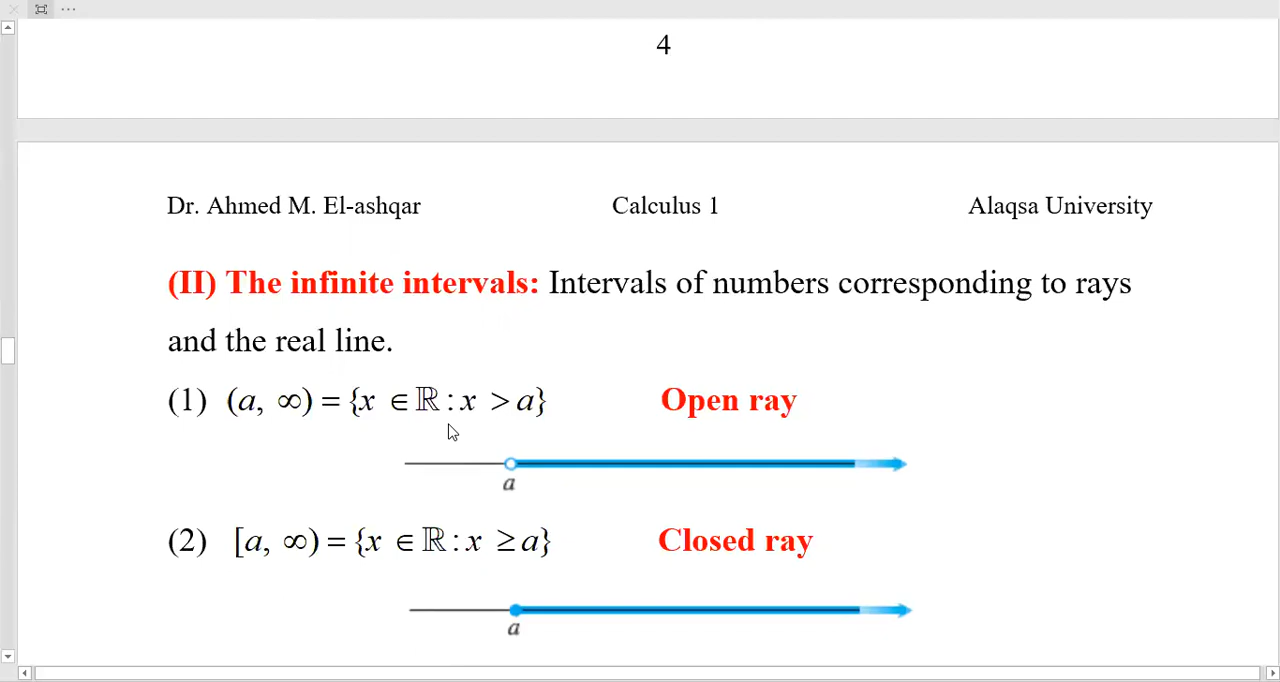 4
Dr. Ahmed M. El-ashqar Calculus 1 Alaqsa University
(II) The infinite intervals: Intervals of numbers corresponding to rays
and the real line.
(1) (a, ∞) = {x ∈ ℝ : x > a} Open ray
a
(2) [a, ∞) = {x ∈ ℝ : x ≥ a} Closed ray
a